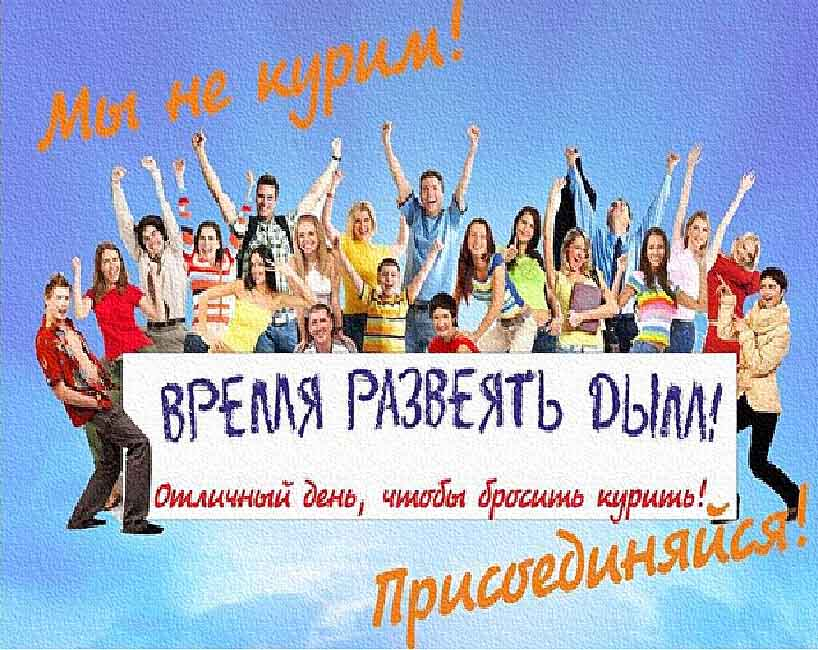 Мы не курим!
ВРЕМЯ РАЗВЕЯТЬ ДЫМ!
Отличный день, чтобы бросить курить!
Присоединяйся!